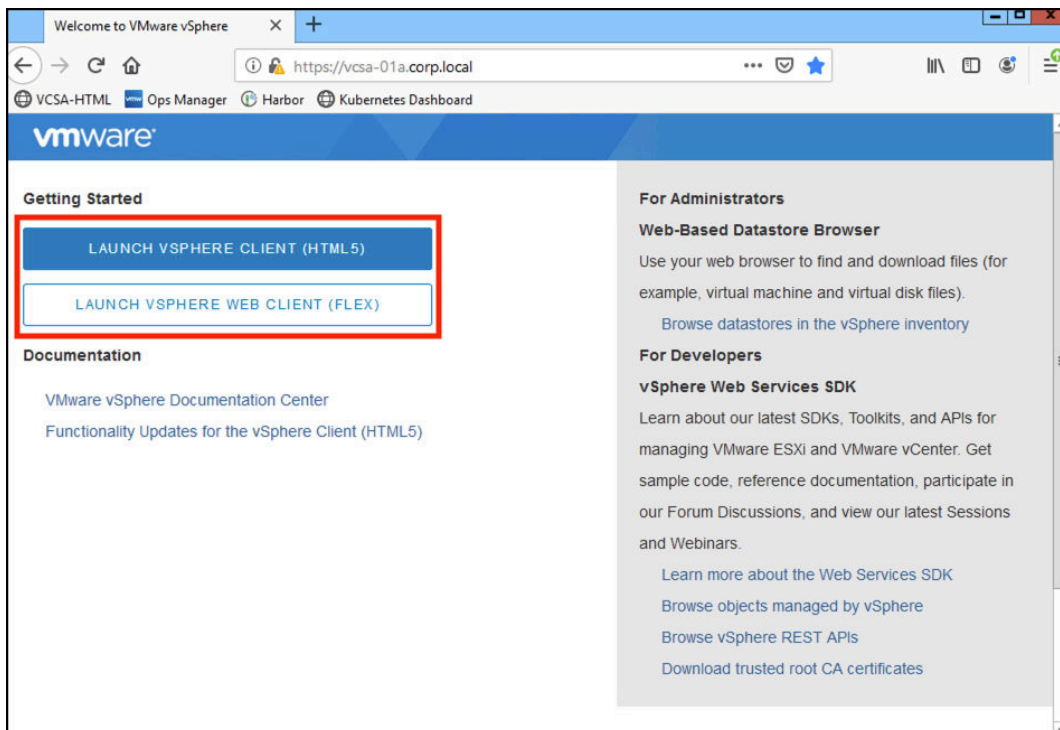 Welcome to VMware vSphere
https://vcsa-01a.corp.local
VCSA-HTML vmw Ops Manager Harbor Kubernetes Dashboard
vmware
Getting Started
LAUNCH VSPHERE CLIENT (HTML5)
LAUNCH VSPHERE WEB CLIENT (FLEX)
Documentation
VMware vSphere Documentation Center
Functionality Updates for the vSphere Client (HTML5)
For Administrators
Web-Based Datastore Browser
Use your web browser to find and download files (for
example, virtual machine and virtual disk files).
Browse datastores in the vSphere inventory
For Developers
vSphere Web Services SDK
Learn about our latest SDKs, Toolkits, and APIs for
managing VMware ESXi and VMware vCenter. Get
sample code, reference documentation, participate in
our Forum Discussions, and view our latest Sessions
and Webinars.
Learn more about the Web Services SDK
Browse objects managed by vSphere
Browse vSphere REST APIs
Download trusted root CA certificates